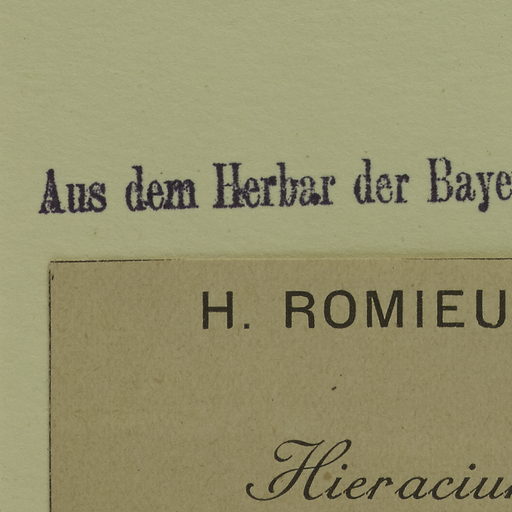 Aus dem Herbar der Baye
H. ROMIEU
Hieraciu